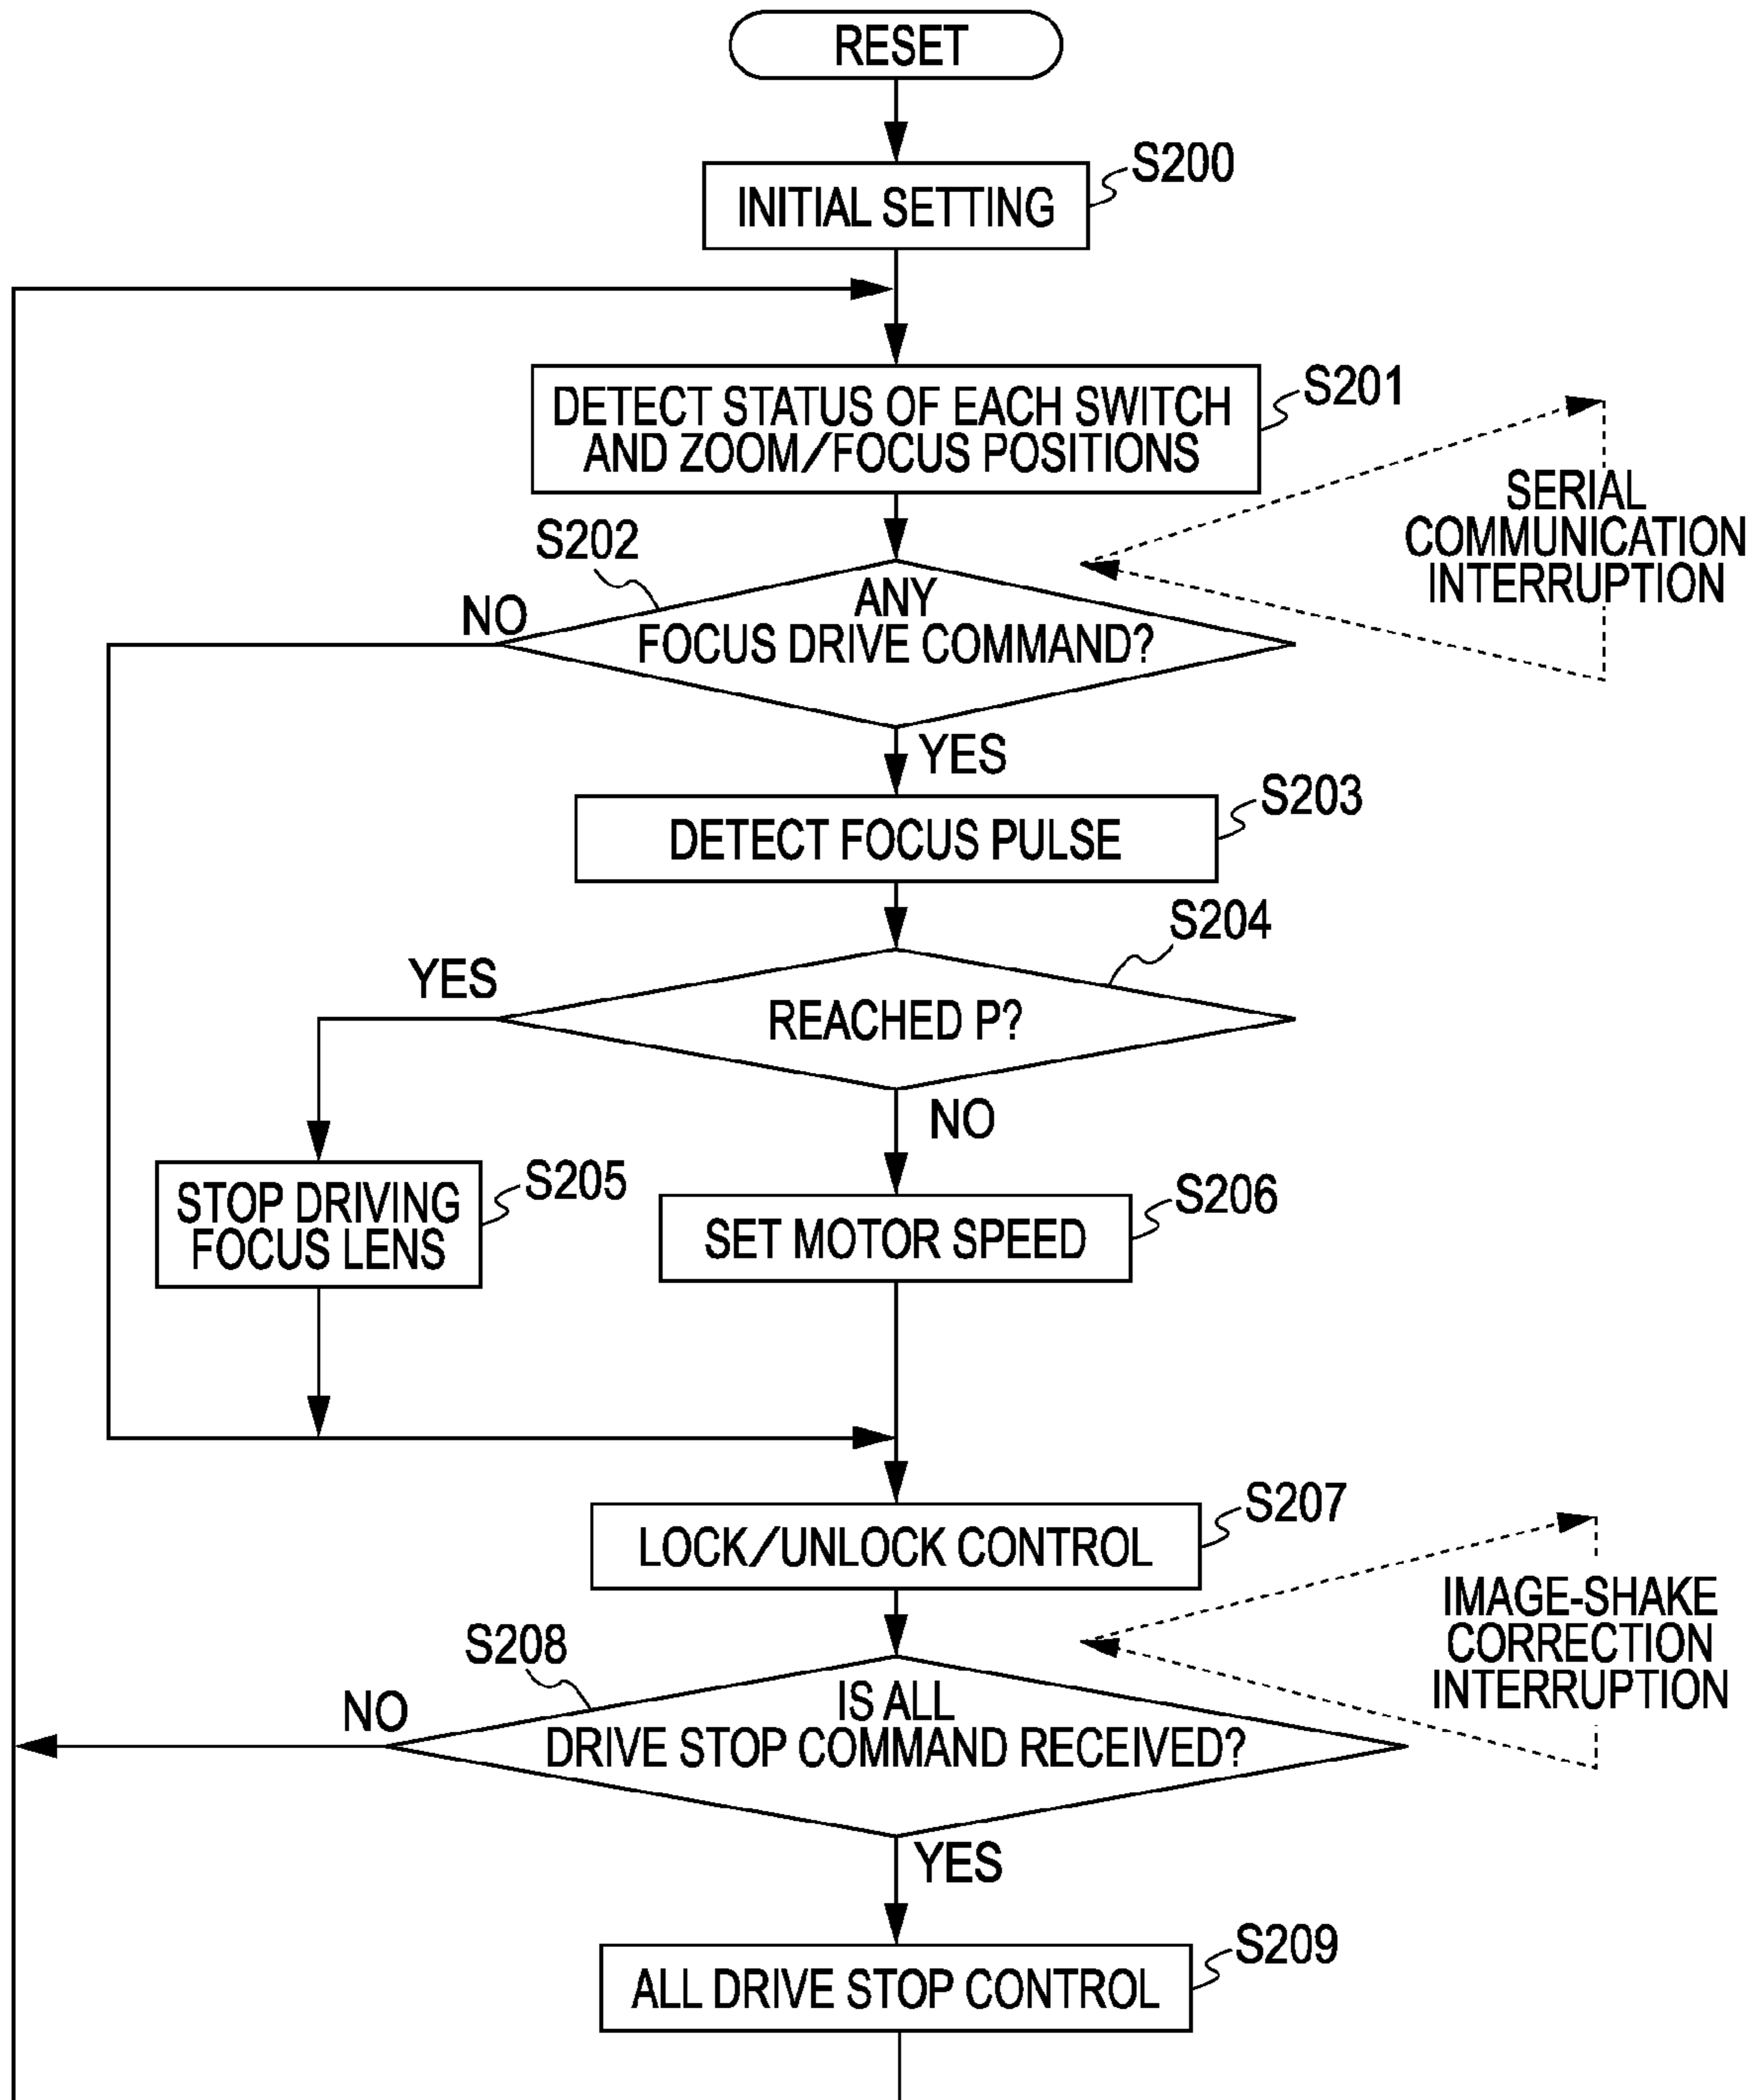 RESET
S200
INITIAL SETTING
S201
DETECT STATUS OF EACH SWITCH
AND ZOOM/FOCUS POSITIONS
SERIAL
COMMUNICATION
INTERRUPTION
S202
NO
ANY
FOCUS DRIVE COMMAND?
YES
S203
DETECT FOCUS PULSE
S204
YES
REACHED P?
NO
S205
STOP DRIVING
FOCUS LENS
S206
SET MOTOR SPEED
S207
LOCK/UNLOCK CONTROL
IMAGE-SHAKE
CORRECTION
INTERRUPTION
S208
NO
IS ALL
DRIVE STOP COMMAND RECEIVED?
YES
S209
ALL DRIVE STOP CONTROL